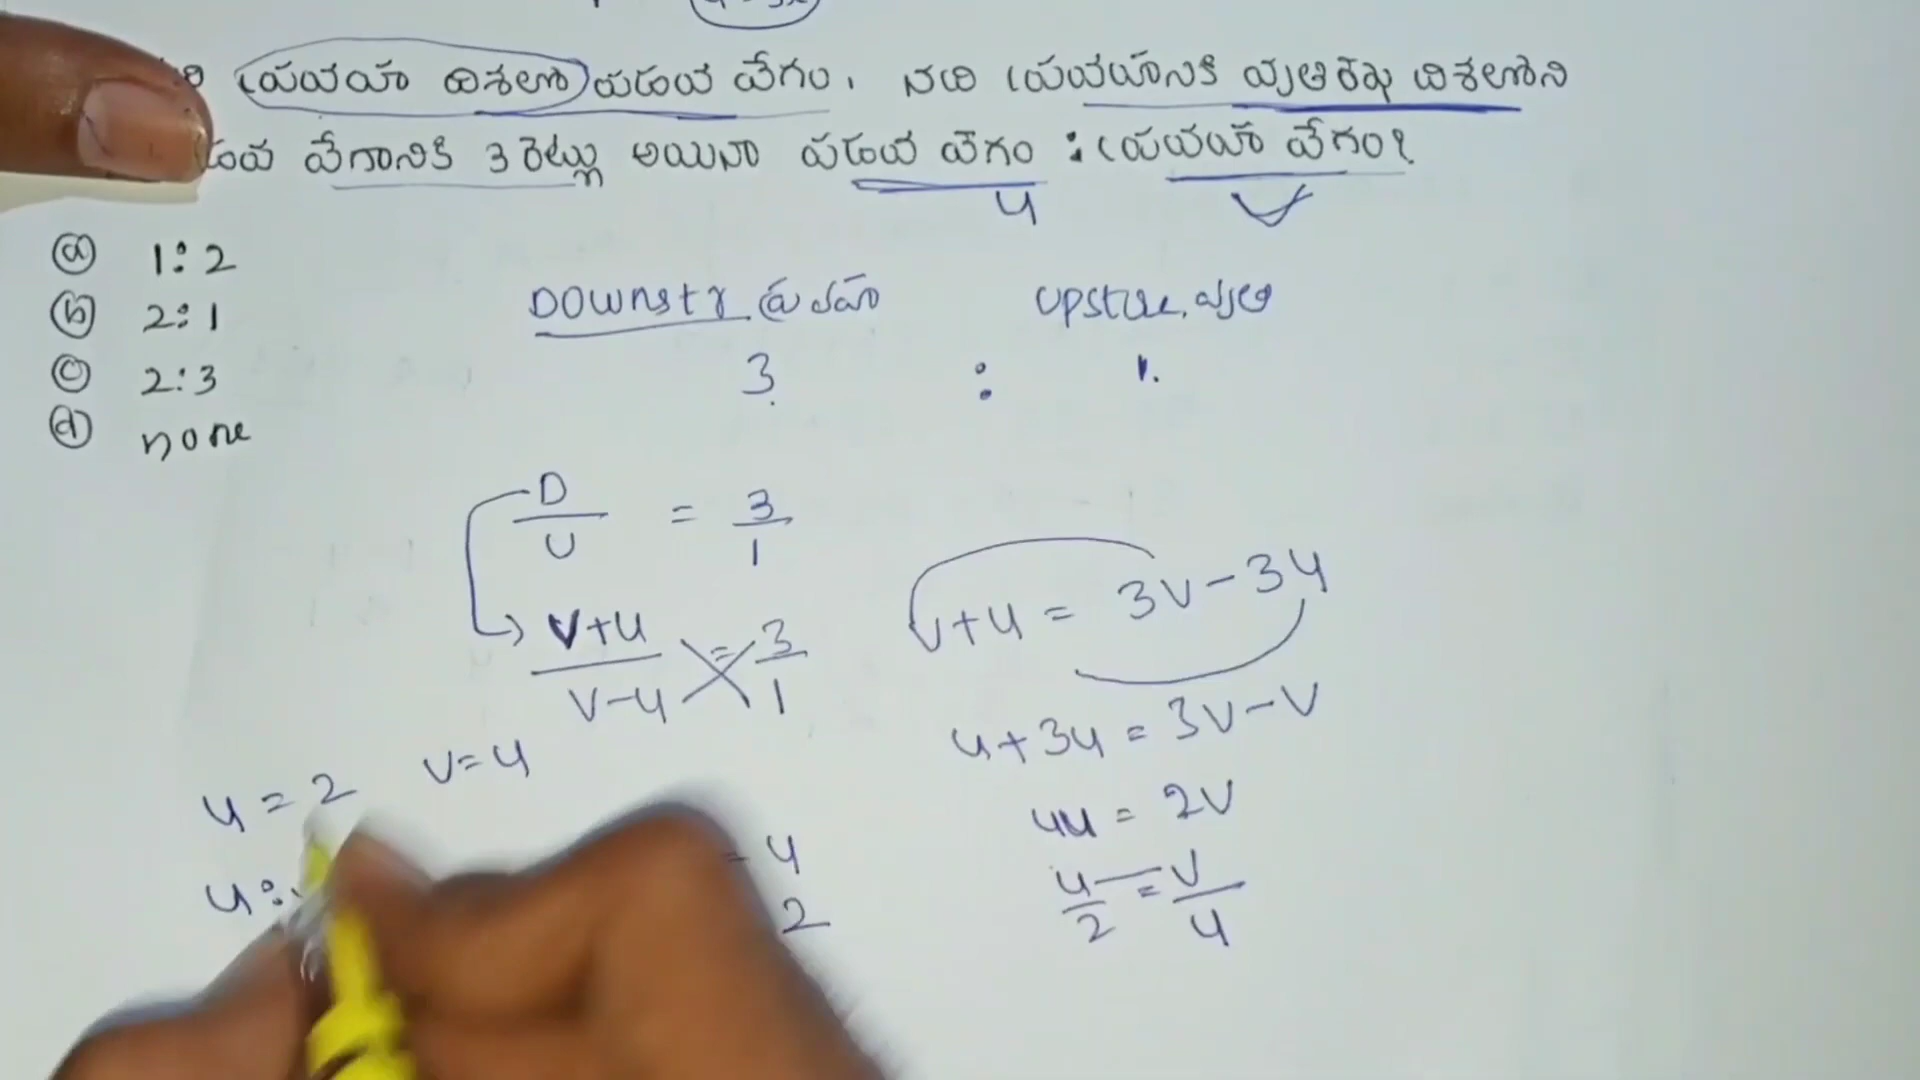 ప్రవాహ దిశలో పడవ వేగం, నది ప్రవాహనికి వ్యతిరేఖ దిశలోని
పడవ వేగానికి 3 రెట్లు అయినా పడవ వేగం : ప్రవాహ వేగం?
u V
ⓐ 1:2
ⓑ 2:1
ⓒ 2:3
ⓓ none
Downstr ప్రవాహ
3 : 1.
D/U = 3/1
V+u/V-u = 3/1
V+u = 3V-3u
u+3u = 3V-V
4u = 2V
u/2 = V/4
u=2 V=4
u:
= 4
2